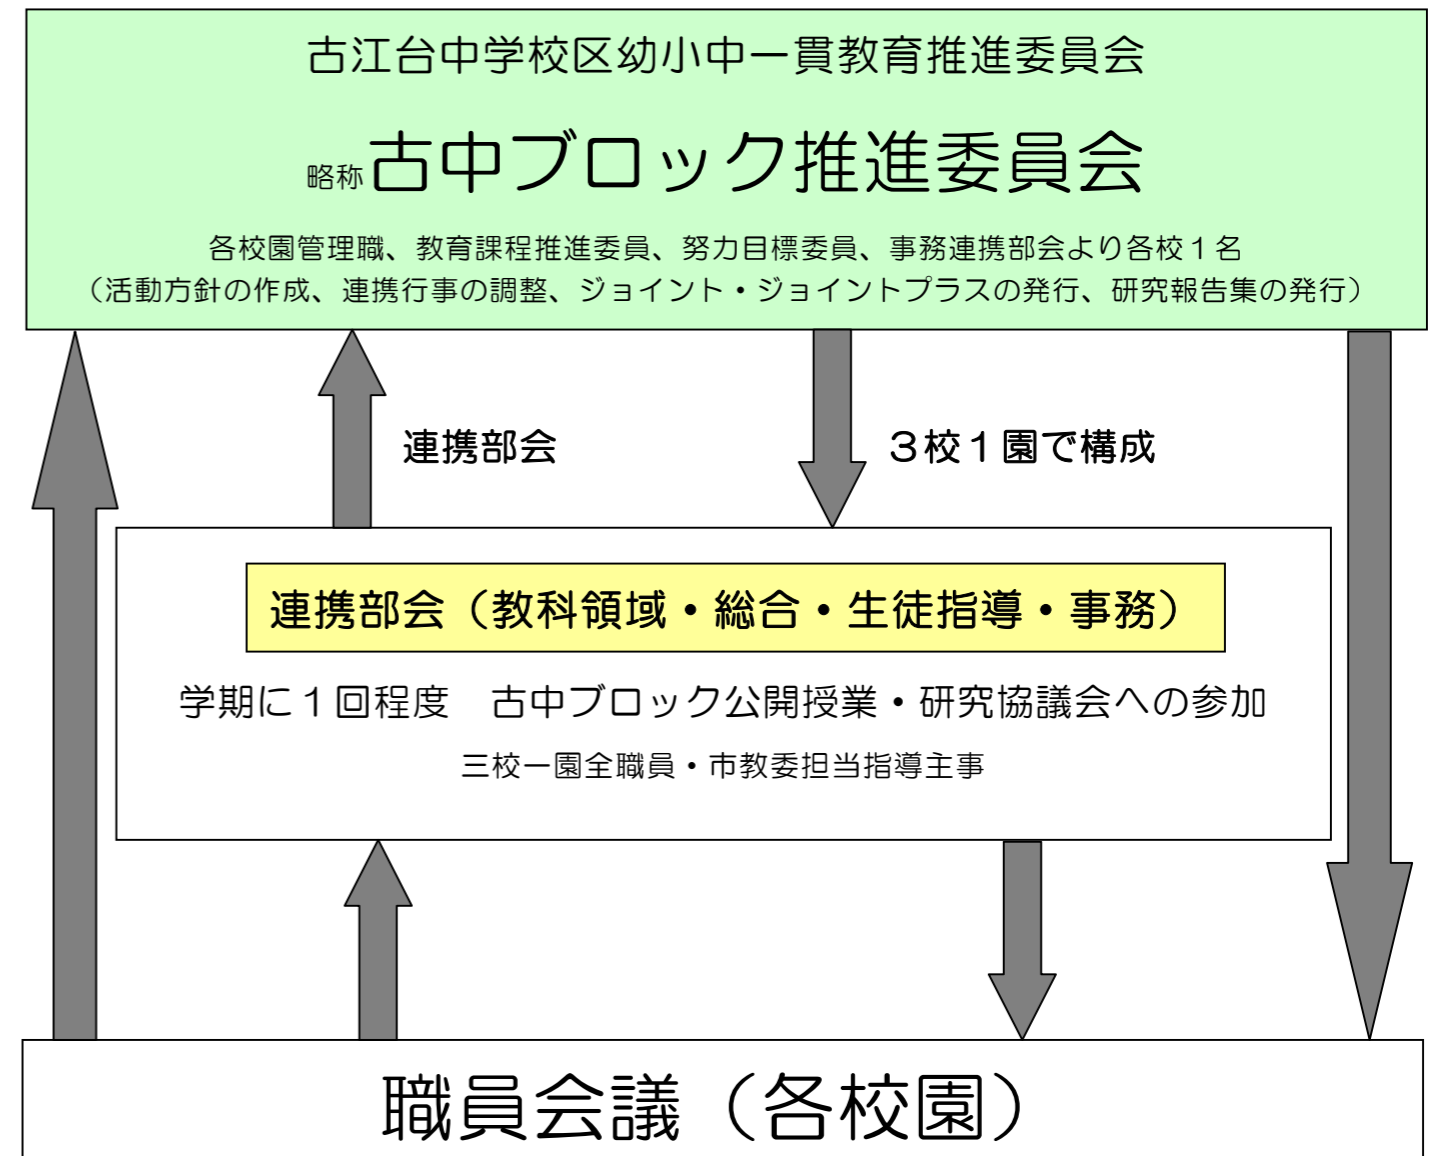 古江台中学校区幼小中一貫教育推進委員会
略称古中ブロック推進委員会
各校園管理職、教育課程推進委員、努力目標委員、事務連携部会より各校１名
（活動方針の作成、連携行事の調整、ジョイント・ジョイントプラスの発行、研究報告集の発行）
連携部会　３校１園で構成
連携部会（教科領域・総合・生徒指導・事務）
学期に１回程度　古中ブロック公開授業・研究協議会への参加
三校一園全職員・市教委担当指導主事
職員会議（各校園）